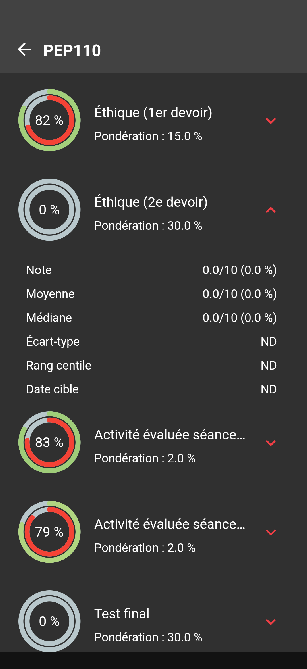 PEP110
82 %
Éthique (1er devoir)
Pondération : 15.0 %
0 %
Éthique (2e devoir)
Pondération : 30.0 %
Note 0.0/10 (0.0 %)
Moyenne 0.0/10 (0.0 %)
Médiane 0.0/10 (0.0 %)
Écart-type ND
Rang centile ND
Date cible ND
83 %
Activité évaluée séance...
Pondération : 2.0 %
79 %
Activité évaluée séance...
Pondération : 2.0 %
0 %
Test final
Pondération : 30.0 %